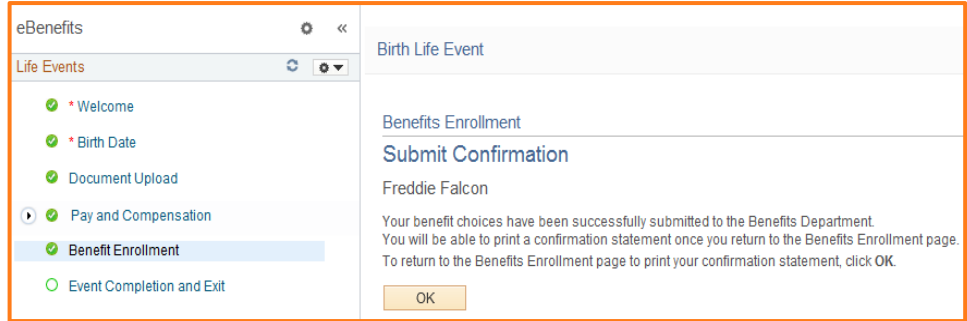 eBenefits
Life Events
* Welcome
* Birth Date
Document Upload
Pay and Compensation
Benefit Enrollment
Event Completion and Exit
Birth Life Event
Benefits Enrollment
Submit Confirmation
Freddie Falcon
Your benefit choices have been successfully submitted to the Benefits Department.
You will be able to print a confirmation statement once you return to the Benefits Enrollment page.
To return to the Benefits Enrollment page to print your confirmation statement, click OK.
OK